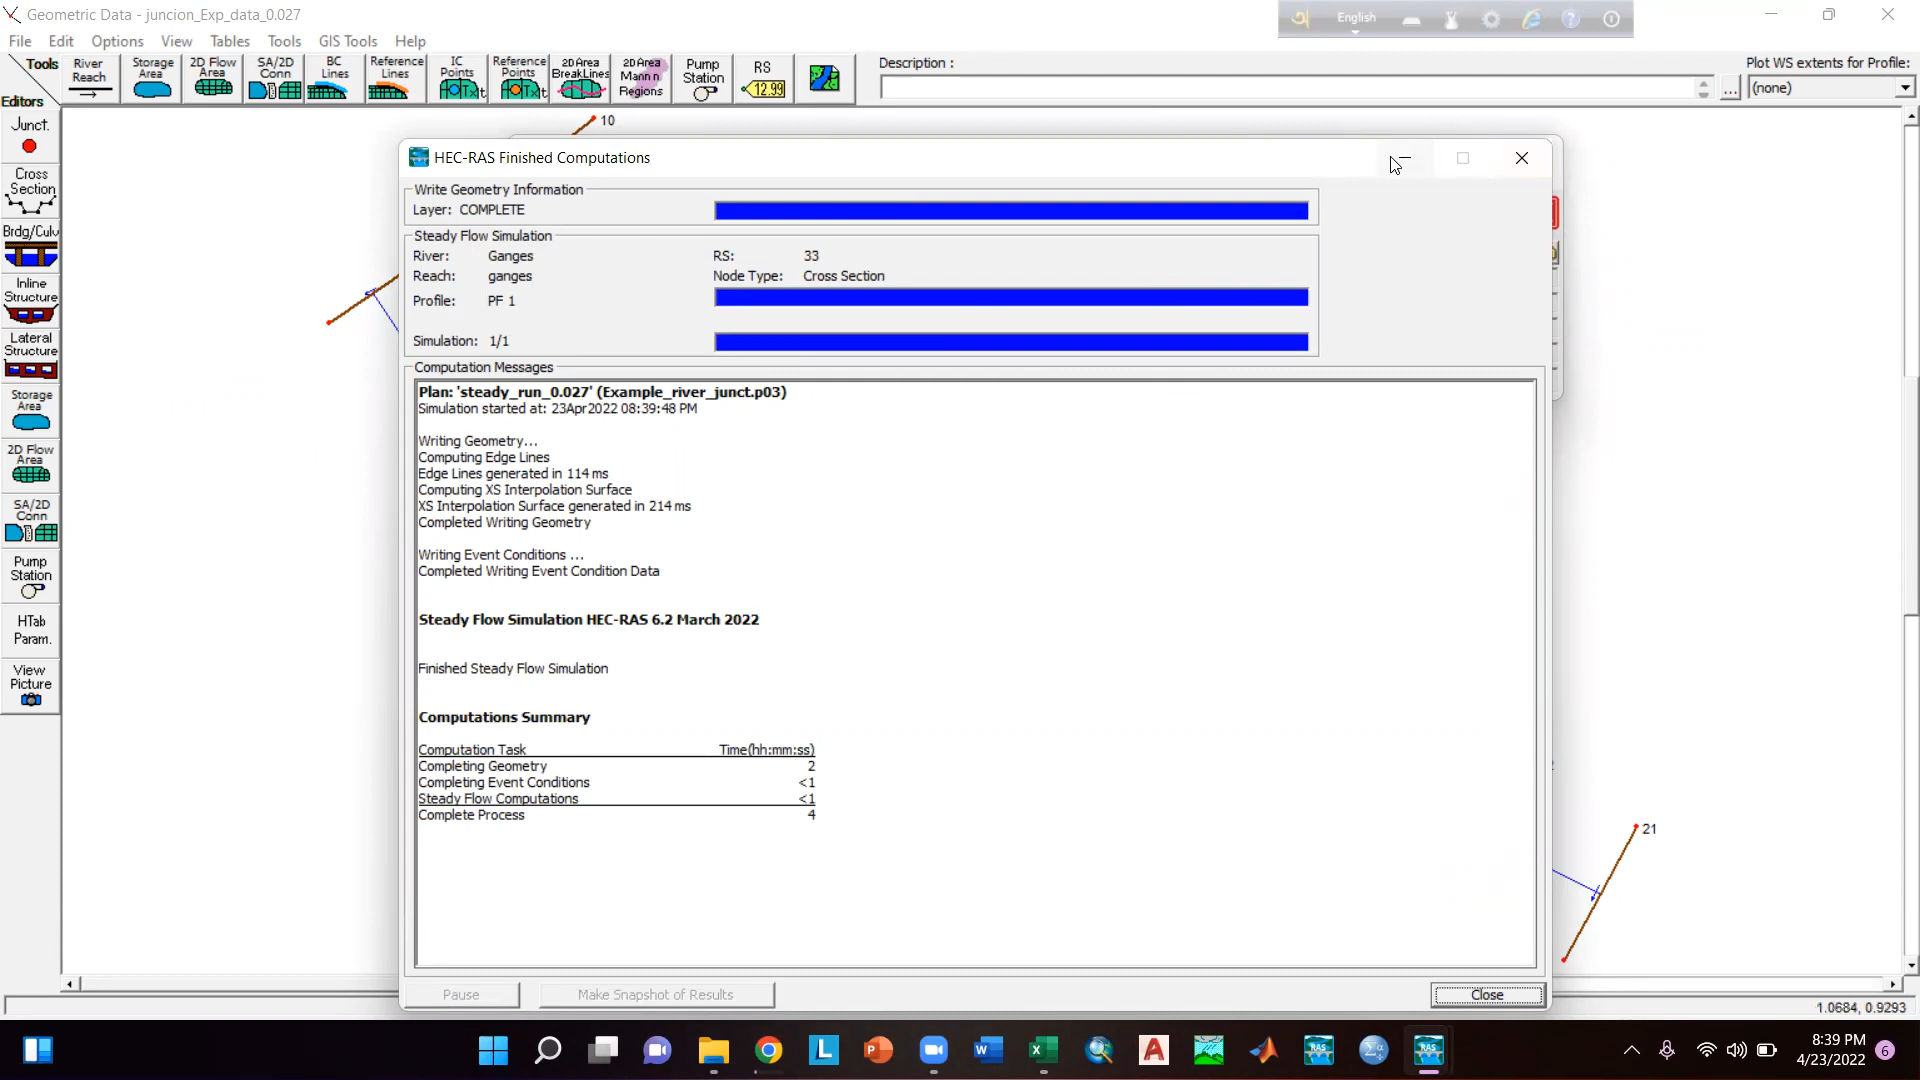 Geometric Data - juncion_Exp_data_0.027
English
File Edit Options View Tables Tools GIS Tools Help
Tools
Editors
River Reach
Storage Area
2D Flow Area
SA/2D Conn
BC Lines
Reference Lines
IC Points
Reference Points
2D Area BreakLines
2D Area Mann n Regions
Pump Station
RS
12.99
Description :
...
Plot WS extents for Profile:
(none)
Junct.
Cross Section
Brdg/Culv
Inline Structure
Lateral Structure
Storage Area
2D Flow Area
SA/2D Conn
Pump Station
HTab Param.
View Picture
10
HEC-RAS Finished Computations
Write Geometry Information
Layer: COMPLETE
Steady Flow Simulation
River: Ganges RS: 33
Reach: ganges Node Type: Cross Section
Profile: PF 1
Simulation: 1/1
Computation Messages
Plan: 'steady_run_0.027' (Example_river_junct.p03)
Simulation started at: 23Apr2022 08:39:48 PM
Writing Geometry...
Computing Edge Lines
Edge Lines generated in 114 ms
Computing XS Interpolation Surface
XS Interpolation Surface generated in 214 ms
Completed Writing Geometry
Writing Event Conditions ...
Completed Writing Event Condition Data
Steady Flow Simulation HEC-RAS 6.2 March 2022
Finished Steady Flow Simulation
Computations Summary
Computation Task Time(hh:mm:ss)
Completing Geometry 2
Completing Event Conditions <1
Steady Flow Computations <1
Complete Process 4
21
Pause
Make Snapshot of Results
Close
1.0684, 0.9293
8:39 PM
4/23/2022
6